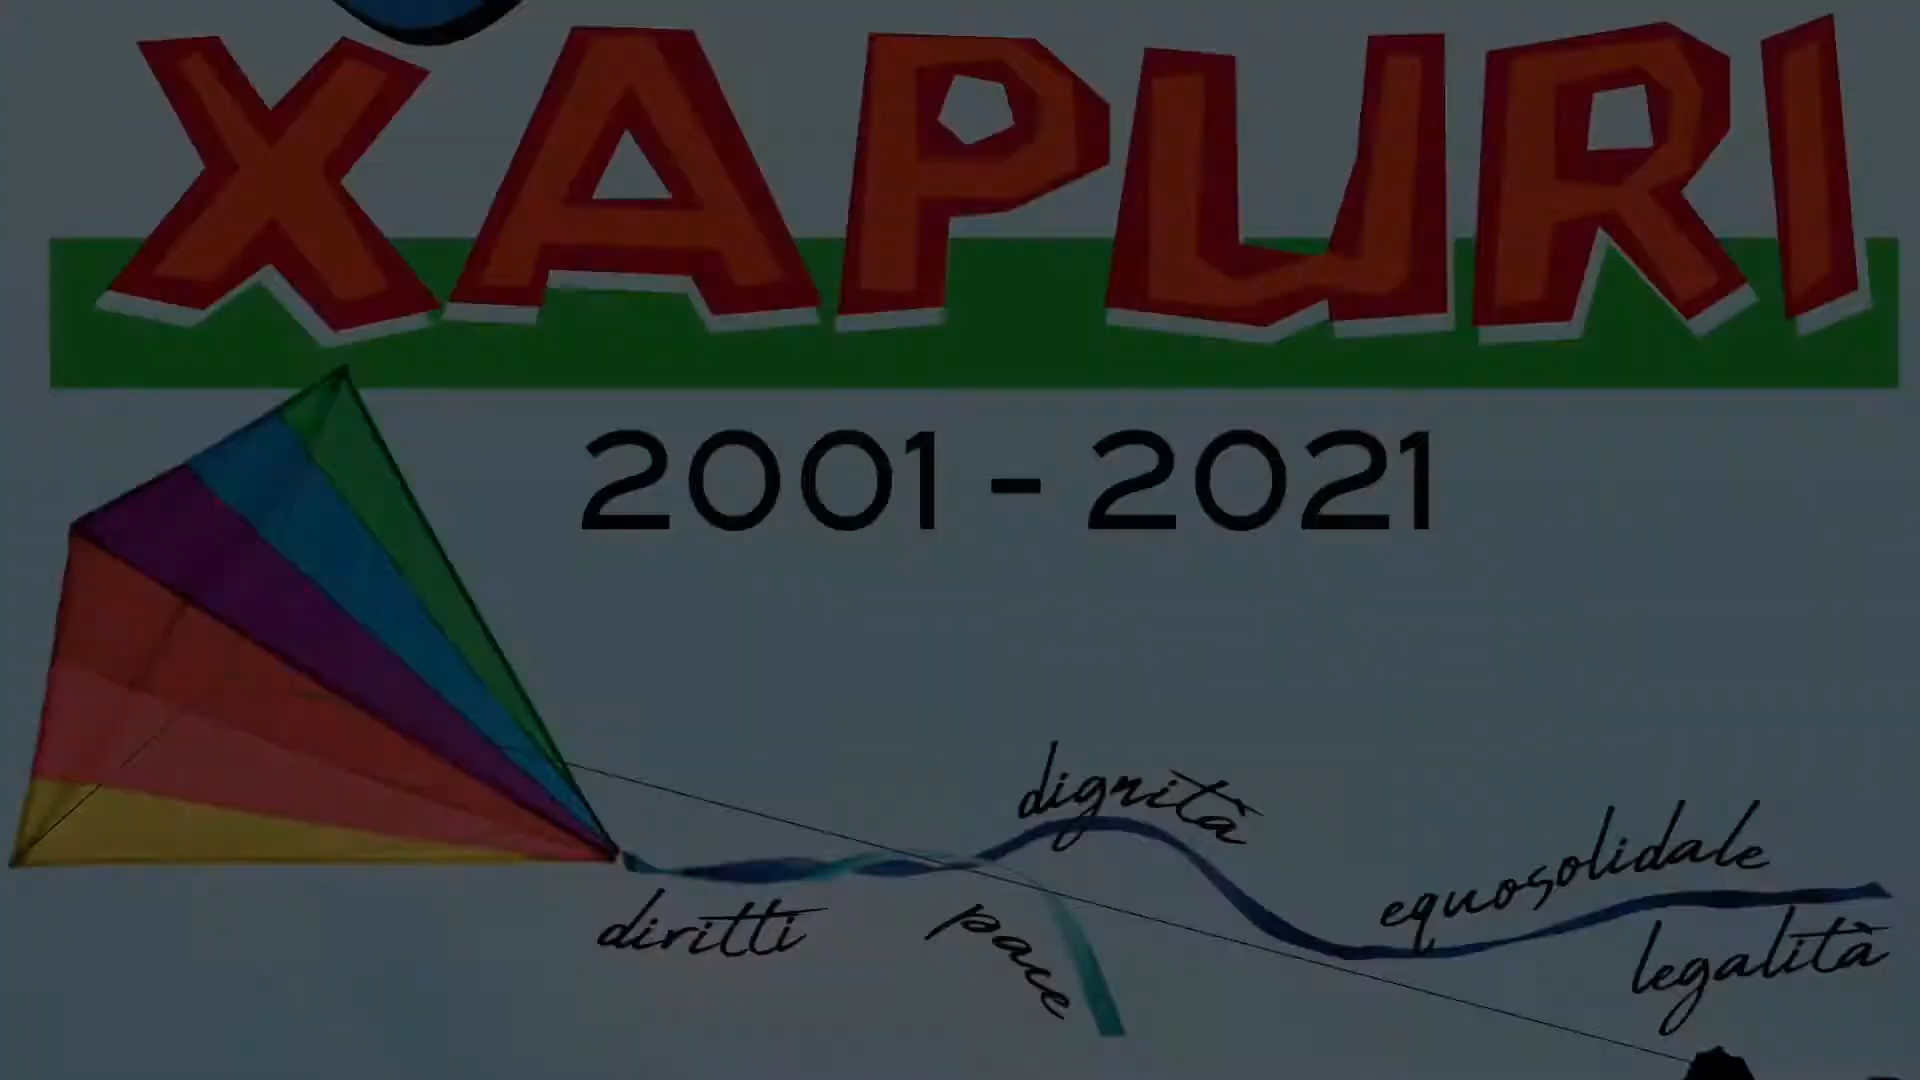 XAPURI
2001 - 2021
dignità
equosolidale
diritti
pace
legalità